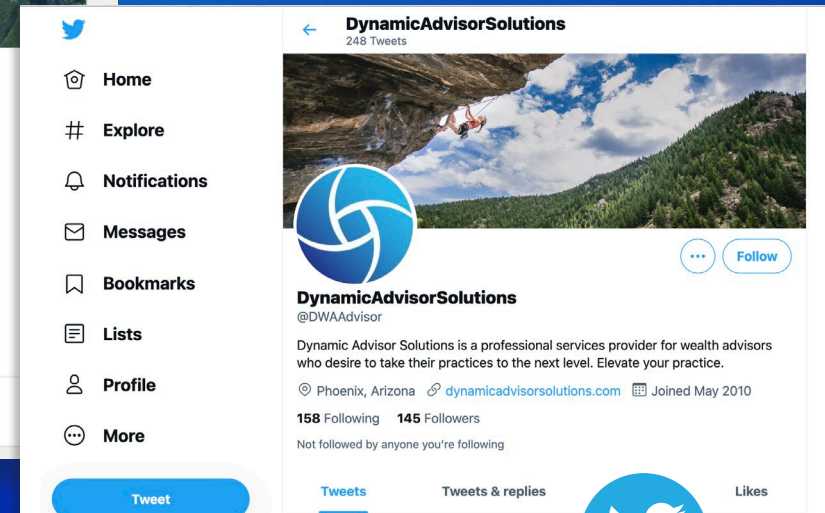 DynamicAdvisorSolutions
248 Tweets
Home
Explore
Notifications
Messages
Bookmarks
Lists
Profile
More
Tweet
Follow
DynamicAdvisorSolutions
@DWAAdvisor
Dynamic Advisor Solutions is a professional services provider for wealth advisors
who desire to take their practices to the next level. Elevate your practice.
Phoenix, Arizona dynamicadvisorsolutions.com Joined May 2010
158 Following 145 Followers
Not followed by anyone you're following
Tweets Tweets & replies Likes